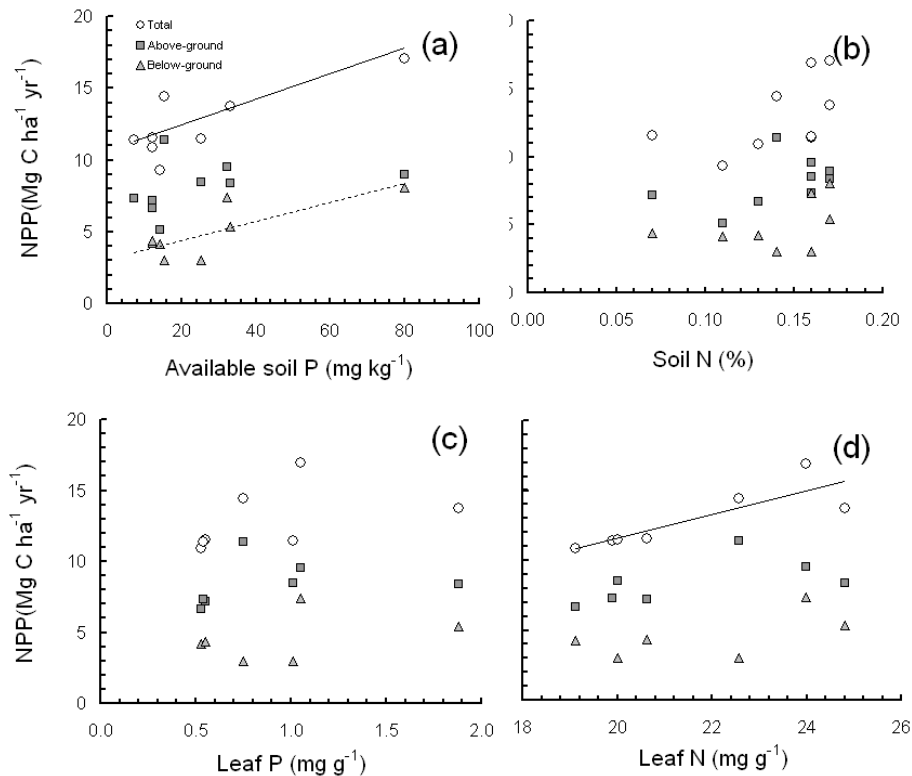 20
15
10
5
0
NPP(Mg C ha⁻¹ yr⁻¹)
Total
Above-ground
Below-ground
(a)
0 20 40 60 80 100
Available soil P (mg kg⁻¹)
(b)
0.00 0.05 0.10 0.15 0.20
Soil N (%)
20
15
10
5
0
NPP(Mg C ha⁻¹ yr⁻¹)
(c)
0.0 0.5 1.0 1.5 2.0
Leaf P (mg g⁻¹)
(d)
18 20 22 24 26
Leaf N (mg g⁻¹)